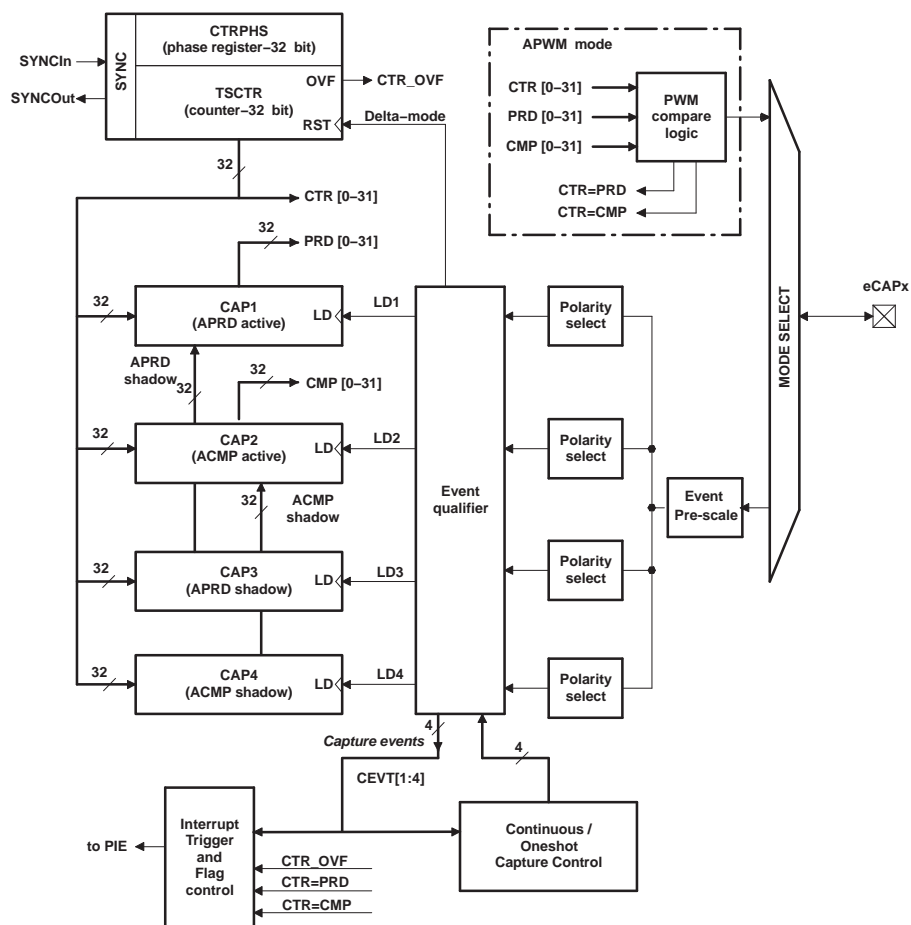 CTRPHS
(phase register−32 bit)
SYNCIn
SYNC
SYNCOut
OVF
CTR_OVF
TSCTR
(counter−32 bit)
RST
Delta−mode
32
CTR [0−31]
32
PRD [0−31]
APWM mode
CTR [0−31]
PRD [0−31]
CMP [0−31]
PWM
compare
logic
CTR=PRD
CTR=CMP
MODE SELECT
eCAPx
32
CAP1
(APRD active)
LD
LD1
APRD
shadow
32
32
CMP [0−31]
32
CAP2
(ACMP active)
LD
LD2
32
ACMP
shadow
32
CAP3
(APRD shadow)
LD
LD3
32
CAP4
(ACMP shadow)
LD
LD4
Event
qualifier
Polarity
select
Polarity
select
Polarity
select
Polarity
select
Event
Pre-scale
4
Capture events
CEVT[1:4]
4
Interrupt
Trigger
and
Flag
control
to PIE
CTR_OVF
CTR=PRD
CTR=CMP
Continuous /
Oneshot
Capture Control